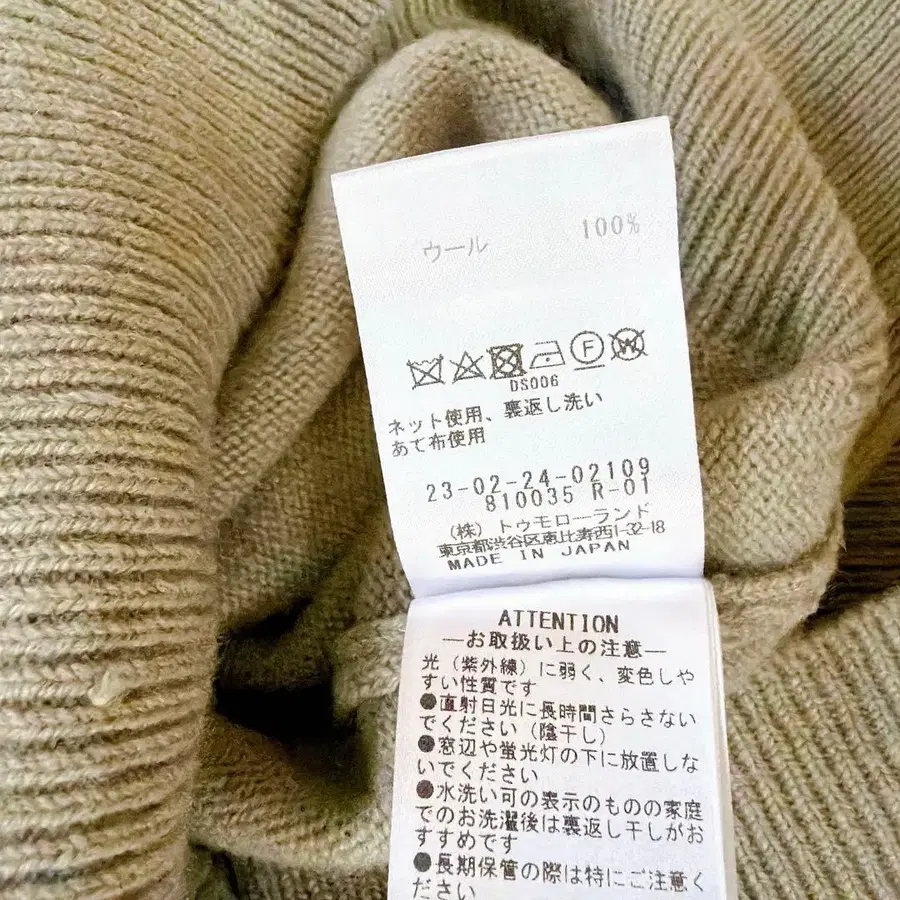 ウール 100%
F W
DS006
ネット使用、裏返し洗い
あて布使用
23-02-24-02109
810035 R-01
(株) トゥモローランド
東京都渋谷区恵比寿西1-32-18
MADE IN JAPAN
ATTENTION
―お取扱い上の注意―
光(紫外線)に弱く、変色しや
すい性質です
●直射日光に長時間さらさない
でください(陰干し)
●窓辺や蛍光灯の下に放置しな
いでください
●水洗い可の表示のものの家庭
でのお洗濯後は裏返し干しがお
すすめです
●長期保管の際は特にご注意く
ださい